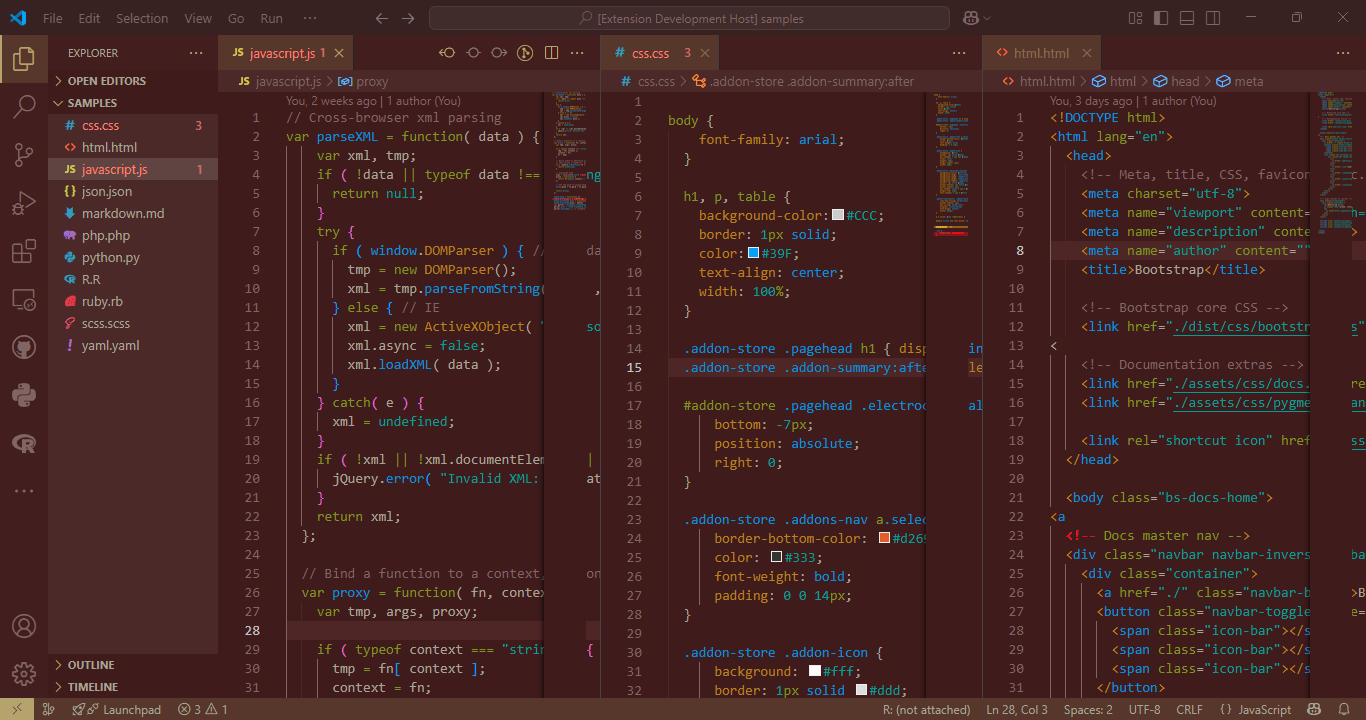 File Edit Selection View Go Run ···
[Extension Development Host] samples
EXPLORER
OPEN EDITORS
SAMPLES
css.css 3
html.html
javascript.js 1
json.json
markdown.md
php.php
python.py
R.R
ruby.rb
scss.scss
yaml.yaml
OUTLINE
TIMELINE
javascript.js 1
javascript.js > proxy
You, 2 weeks ago | 1 author (You)
1 // Cross-browser xml parsing
2 var parseXML = function( data ) {
3 var xml, tmp;
4 if ( !data || typeof data !== ng
5 return null;
6 }
7 try {
8 if ( window.DOMParser ) { // da
9 tmp = new DOMParser();
10 xml = tmp.parseFromString( ,
11 } else { // IE
12 xml = new ActiveXObject( " so
13 xml.async = false;
14 xml.loadXML( data );
15 }
16 } catch( e ) {
17 xml = undefined;
18 }
19 if ( !xml || !xml.documentElem |
20 jQuery.error( "Invalid XML: at
21 }
22 return xml;
23 };
24
25 // Bind a function to a context, on
26 var proxy = function( fn, contex
27 var tmp, args, proxy;
28
29 if ( typeof context === "strin {
30 tmp = fn[ context ];
31 context = fn;
css.css 3
css.css > .addon-store .addon-summary:after
1
2 body {
3 font-family: arial;
4 }
5
6 h1, p, table {
7 background-color: #CCC;
8 border: 1px solid;
9 color: #39F;
10 text-align: center;
11 width: 100%;
12 }
13
14 .addon-store .pagehead h1 { disp in
15 .addon-store .addon-summary:afte le
16
17 #addon-store .pagehead .electroc al
18 bottom: -7px;
19 position: absolute;
20 right: 0;
21 }
22
23 .addon-store .addons-nav a.selec
24 border-bottom-color: #d269
25 color: #333;
26 font-weight: bold;
27 padding: 0 0 14px;
28 }
29
30 .addon-store .addon-icon {
31 background: #fff;
32 border: 1px solid #ddd;
html.html
html.html > html > head > meta
You, 3 days ago | 1 author (You)
1 <!DOCTYPE html>
2 <html lang="en">
3 <head>
4 <!-- Meta, title, CSS, favicon c.
5 <meta charset="utf-8">
6 <meta name="viewport" content= h=
7 <meta name="description" conte >
8 <meta name="author" content=""
9 <title>Bootstrap</title>
10
11 <!-- Bootstrap core CSS -->
12 <link href="./dist/css/bootstr s"
13 <
14 <!-- Documentation extras -->
15 <link href="./assets/css/docs. re
16 <link href="./assets/css/pygme an
17
18 <link rel="shortcut icon" href ss
19 </head>
20
21 <body class="bs-docs-home">
22 <a
23 <!-- Docs master nav -->
24 <div class="navbar navbar-invers ba
25 <div class="container">
26 <a href="./" class="navbar-b >B
27 <button class="navbar-toggle e=
28 <span class="icon-bar"></s
29 <span class="icon-bar"></s
30 <span class="icon-bar"></s
31 </button>
Launchpad 3 1
R: (not attached) Ln 28, Col 3 Spaces: 2 UTF-8 CRLF { } JavaScript